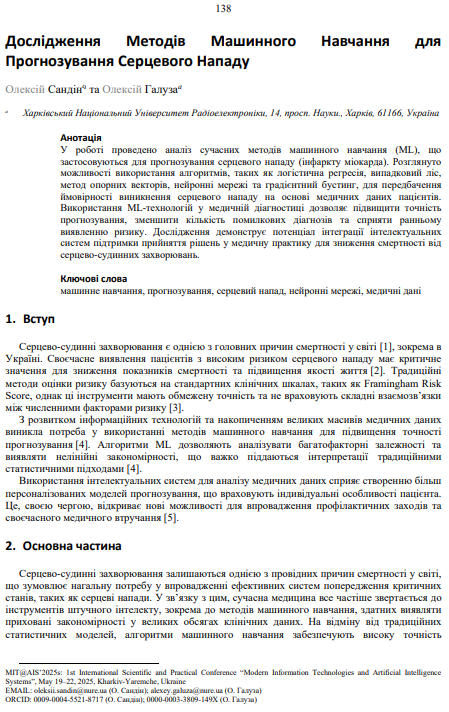 138
Дослідження Методів Машинного Навчання для
Прогнозування Серцевого Нападу
Олексій Сандінᵃ та Олексій Галузаᵃ
ᵃ Харківський Національний Університет Радіоелектроніки, 14, просп. Науки., Харків, 61166, Україна
Анотація
У роботі проведено аналіз сучасних методів машинного навчання (ML), що
застосовуються для прогнозування серцевого нападу (інфаркту міокарда). Розглянуто
можливості використання алгоритмів, таких як логістична регресія, випадковий ліс,
метод опорних векторів, нейронні мережі та градієнтний бустинг, для передбачення
ймовірності виникнення серцевого нападу на основі медичних даних пацієнтів.
Використання ML-технологій у медичній діагностиці дозволяє підвищити точність
прогнозування, зменшити кількість помилкових діагнозів та сприяти ранньому
виявленню ризику. Дослідження демонструє потенціал інтеграції інтелектуальних
систем підтримки прийняття рішень у медичну практику для зниження смертності від
серцево-судинних захворювань.
Ключові слова
машинне навчання, прогнозування, серцевий напад, нейронні мережі, медичні дані
1. Вступ
Серцево-судинні захворювання є однією з головних причин смертності у світі [1], зокрема в
Україні. Своєчасне виявлення пацієнтів з високим ризиком серцевого нападу має критичне
значення для зниження показників смертності та підвищення якості життя [2]. Традиційні
методи оцінки ризику базуються на стандартних клінічних шкалах, таких як Framingham Risk
Score, однак ці інструменти мають обмежену точність та не враховують складні взаємозв’язки
між численними факторами ризику [3].
З розвитком інформаційних технологій та накопиченням великих масивів медичних даних
виникла потреба у використанні методів машинного навчання для підвищення точності
прогнозування [4]. Алгоритми ML дозволяють аналізувати багатофакторні залежності та
виявляти нелінійні закономірності, що важко піддаються інтерпретації традиційними
статистичними підходами [4].
Використання інтелектуальних систем для аналізу медичних даних сприяє створенню більш
персоналізованих моделей прогнозування, що враховують індивідуальні особливості пацієнта.
Це, своєю чергою, відкриває нові можливості для впровадження профілактичних заходів та
своєчасного медичного втручання [5].
2. Основна частина
Серцево-судинні захворювання залишаються однією з провідних причин смертності у світі,
що зумовлює нагальну потребу у впровадженні ефективних систем попередження критичних
станів, таких як серцеві напади. У зв’язку з цим, сучасна медицина все частіше звертається до
інструментів штучного інтелекту, зокрема до методів машинного навчання, здатних виявляти
приховані закономірності у великих обсягах клінічних даних. На відміну від традиційних
статистичних моделей, алгоритми машинного навчання забезпечують високу точність
MIT@AIS’2025s: 1st International Scientific and Practical Conference “Modern Information Technologies and Artificial Intelligence
Systems”, May 19–22, 2025, Kharkiv-Yaremche, Ukraine
EMAIL: oleksii.sandin@nure.ua (О. Сандін); alexey.galuza@nure.ua (О. Галуза)
ORCID: 0009-0004-5521-8717 (О. Сандін); 0000-0003-3809-149X (О. Галуза)